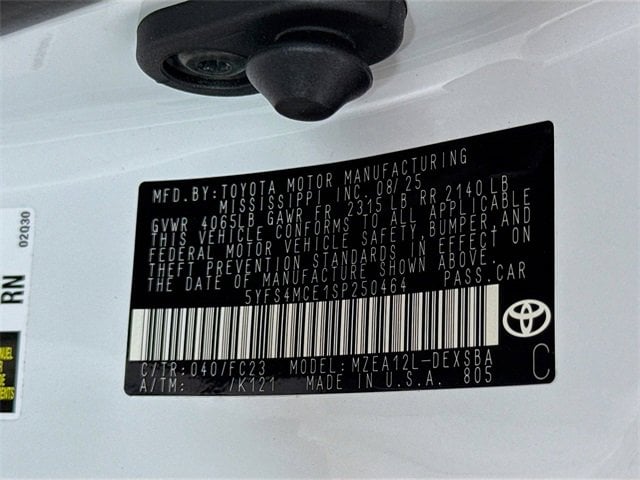 MFD.BY:TOYOTA MOTOR MANUFACTURING
MISSISSIPPI INC. 08/25
GVWR 4065LB GAWR FR 2315LB RR 2140LB
THIS VEHICLE CONFORMS TO ALL APPLICABLE
FEDERAL MOTOR VEHICLE SAFETY, BUMPER, AND
THEFT PREVENTION STANDARDS IN EFFECT ON
THE DATE OF MANUFACTURE SHOWN ABOVE.
5YFS4MCE1SP250464 PASS.CAR
C/TR:040/FC23 MODEL:MZEA12L-DEXSBA
A/TM: /K121 MADE IN U.S.A. 805
C
02Q30
RN